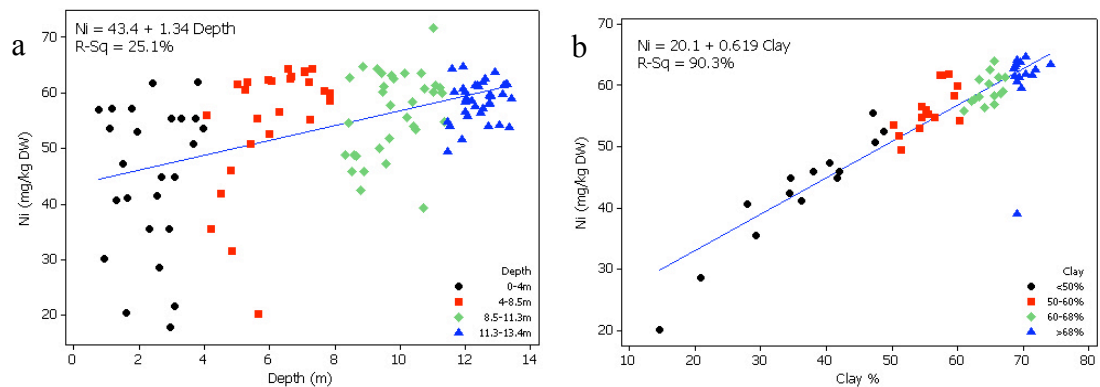 a
Ni = 43.4 + 1.34 Depth
R-Sq = 25.1%
70
60
50
40
30
20
Ni (mg/kg DW)
0 2 4 6 8 10 12 14
Depth (m)
Depth
0-4m
4-8.5m
8.5-11.3m
11.3-13.4m
b
Ni = 20.1 + 0.619 Clay
R-Sq = 90.3%
70
60
50
40
30
20
Ni (mg/kg DW)
10 20 30 40 50 60 70 80
Clay %
Clay
<50%
50-60%
60-68%
>68%